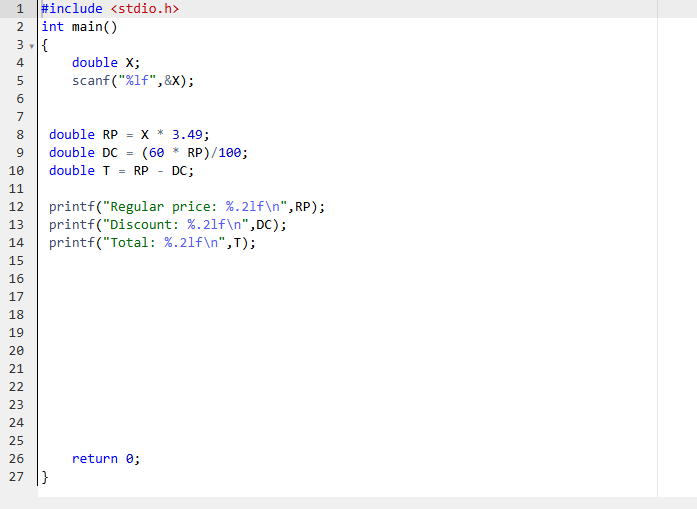 1 #include <stdio.h>
2 int main()
3 {
4     double X;
5     scanf("%lf",&X);
6
7
8  double RP = X * 3.49;
9  double DC = (60 * RP)/100;
10  double T = RP - DC;
11
12  printf("Regular price: %.2lf\n",RP);
13  printf("Discount: %.2lf\n",DC);
14  printf("Total: %.2lf\n",T);
15
16
17
18
19
20
21
22
23
24
25
26     return 0;
27 }